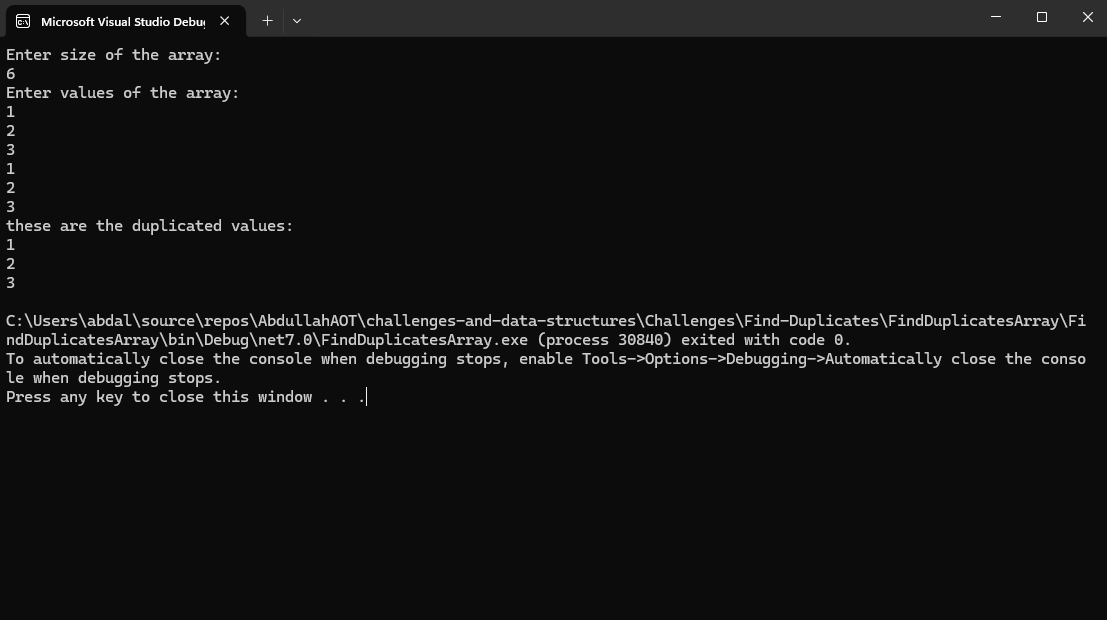 Microsoft Visual Studio Debu
Enter size of the array:
6
Enter values of the array:
1
2
3
1
2
3
these are the duplicated values:
1
2
3
C:\Users\abdal\source\repos\AbdullahAOT\challenges-and-data-structures\Challenges\Find-Duplicates\FindDuplicatesArray\Fi
ndDuplicatesArray\bin\Debug\net7.0\FindDuplicatesArray.exe (process 30840) exited with code 0.
To automatically close the console when debugging stops, enable Tools->Options->Debugging->Automatically close the conso
le when debugging stops.
Press any key to close this window . . .